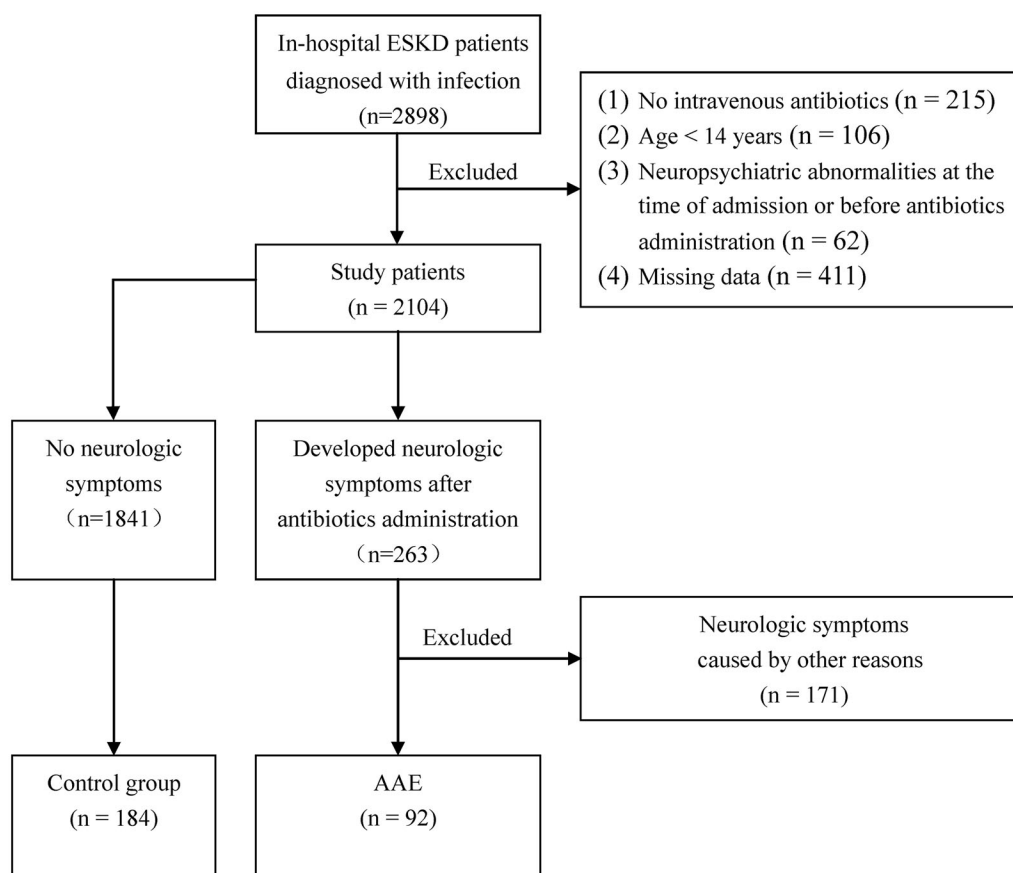 In-hospital ESKD patients
diagnosed with infection
(n=2898)
Excluded
(1) No intravenous antibiotics (n = 215)
(2) Age < 14 years (n = 106)
(3) Neuropsychiatric abnormalities at the
time of admission or before antibiotics
administration (n = 62)
(4) Missing data (n = 411)
Study patients
(n = 2104)
No neurologic
symptoms
（n=1841）
Developed neurologic
symptoms after
antibiotics administration
（n=263）
Excluded
Neurologic symptoms
caused by other reasons
(n = 171)
Control group
(n = 184)
AAE
(n = 92)